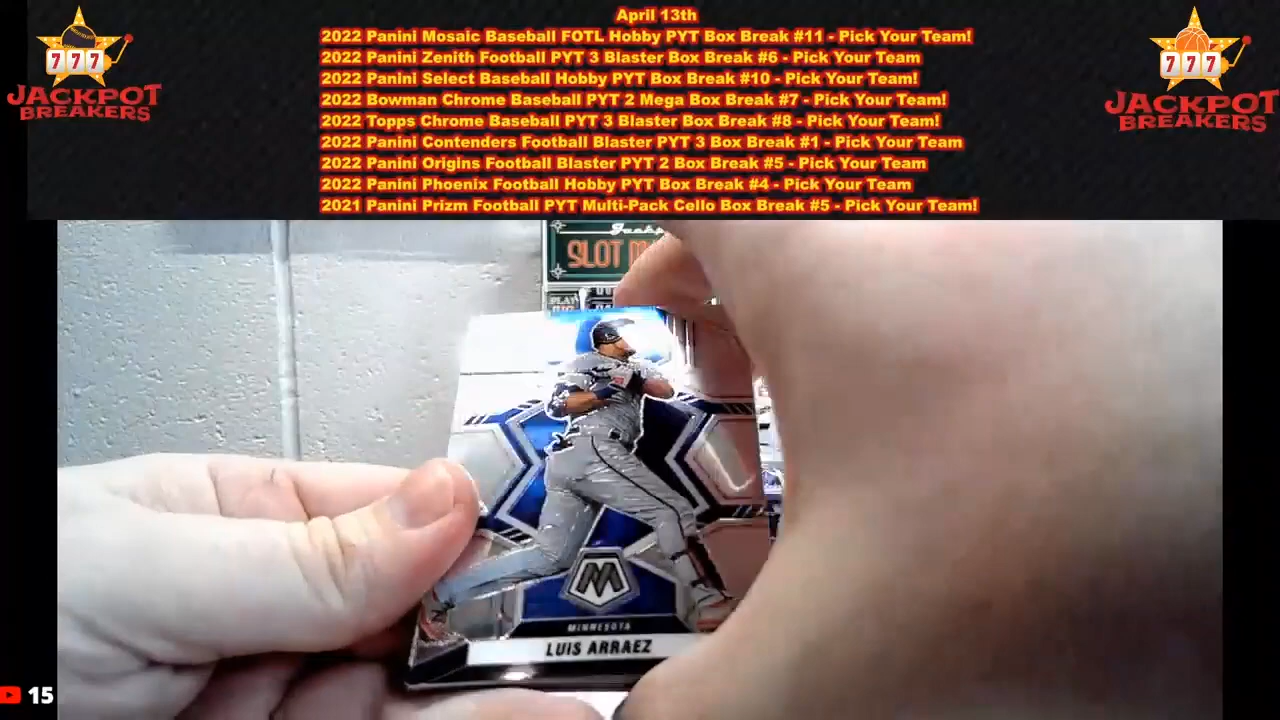 April 13th
2022 Panini Mosaic Baseball FOTL Hobby PYT Box Break #11 - Pick Your Team!
2022 Panini Zenith Football PYT 3 Blaster Box Break #6 - Pick Your Team
2022 Panini Select Baseball Hobby PYT Box Break #10 - Pick Your Team!
2022 Bowman Chrome Baseball PYT 2 Mega Box Break #7 - Pick Your Team!
2022 Topps Chrome Baseball PYT 3 Blaster Box Break #8 - Pick Your Team!
2022 Panini Contenders Football Blaster PYT 3 Box Break #1 - Pick Your Team
2022 Panini Origins Football Blaster PYT 2 Box Break #5 - Pick Your Team
2022 Panini Phoenix Football Hobby PYT Box Break #4 - Pick Your Team
2021 Panini Prizm Football PYT Multi-Pack Cello Box Break #5 - Pick Your Team!
777
JACKPOT
BREAKERS
777
JACKPOT
BREAKERS
SLOT
M
MINNESOTA
LUIS ARRAEZ
15